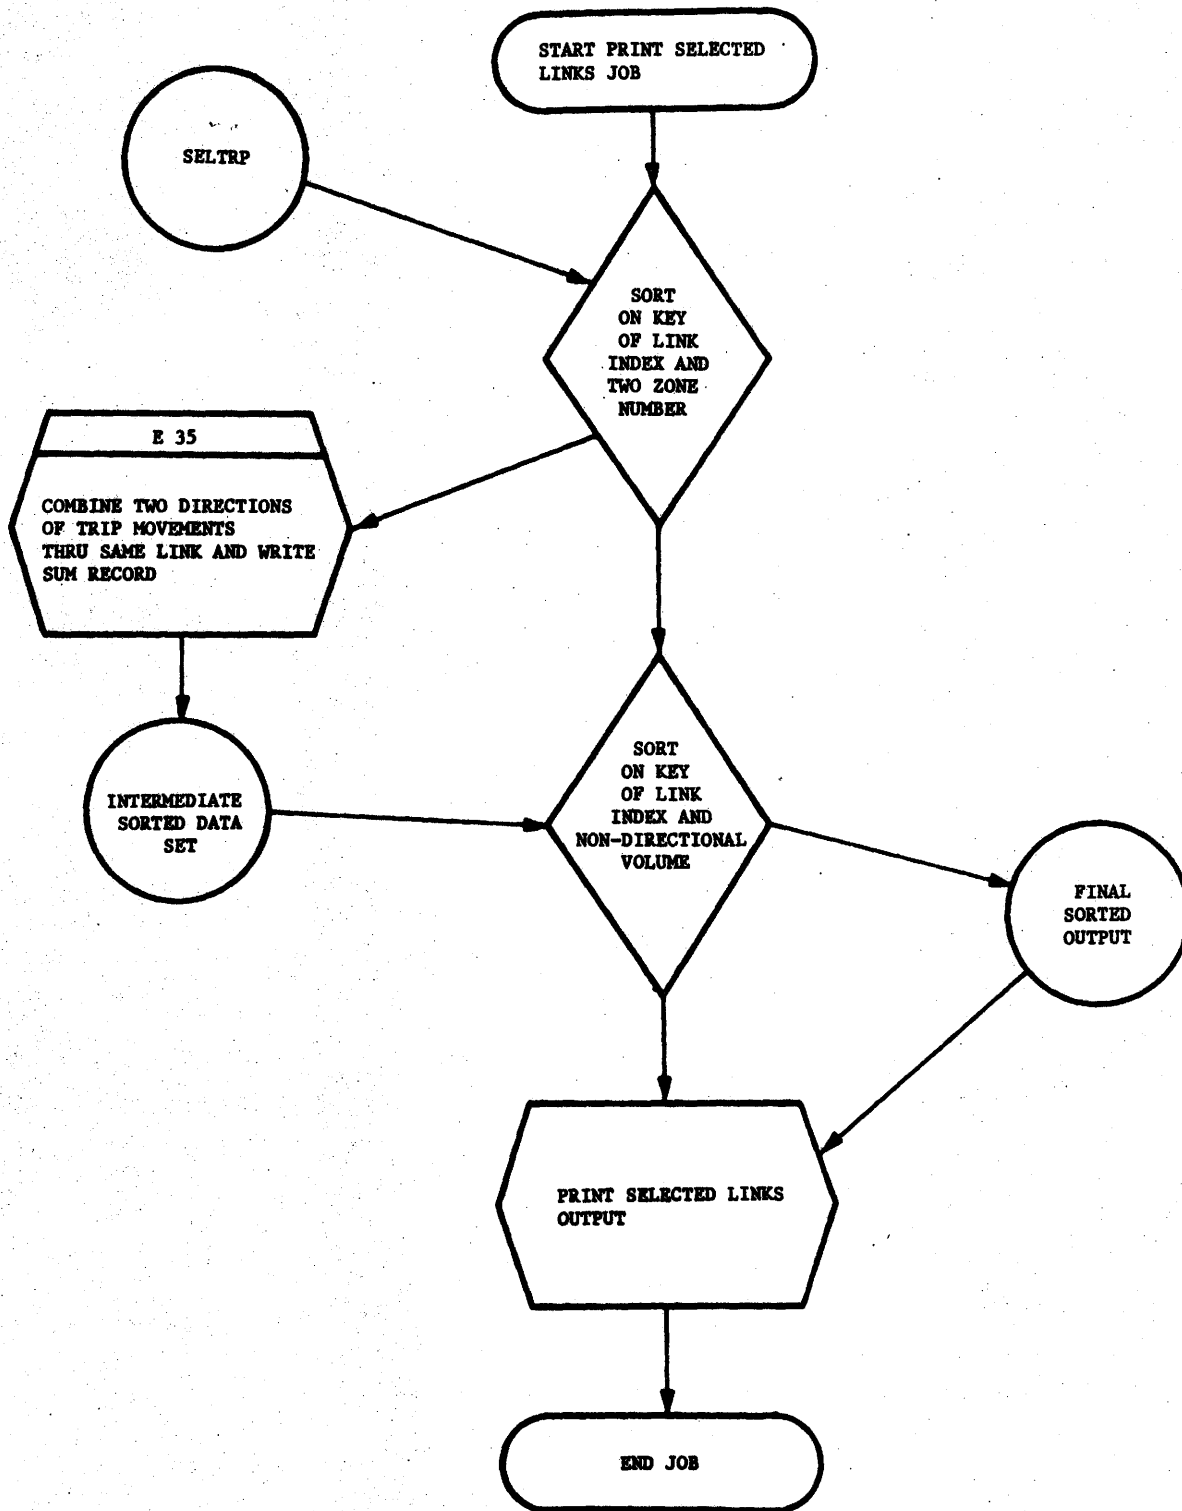 START PRINT SELECTED
LINKS JOB
SELTRP
SORT
ON KEY
OF LINK
INDEX AND
TWO ZONE
NUMBER
E 35
COMBINE TWO DIRECTIONS
OF TRIP MOVEMENTS
THRU SAME LINK AND WRITE
SUM RECORD
INTERMEDIATE
SORTED DATA
SET
SORT
ON KEY
OF LINK
INDEX AND
NON-DIRECTIONAL
VOLUME
FINAL
SORTED
OUTPUT
PRINT SELECTED LINKS
OUTPUT
END JOB